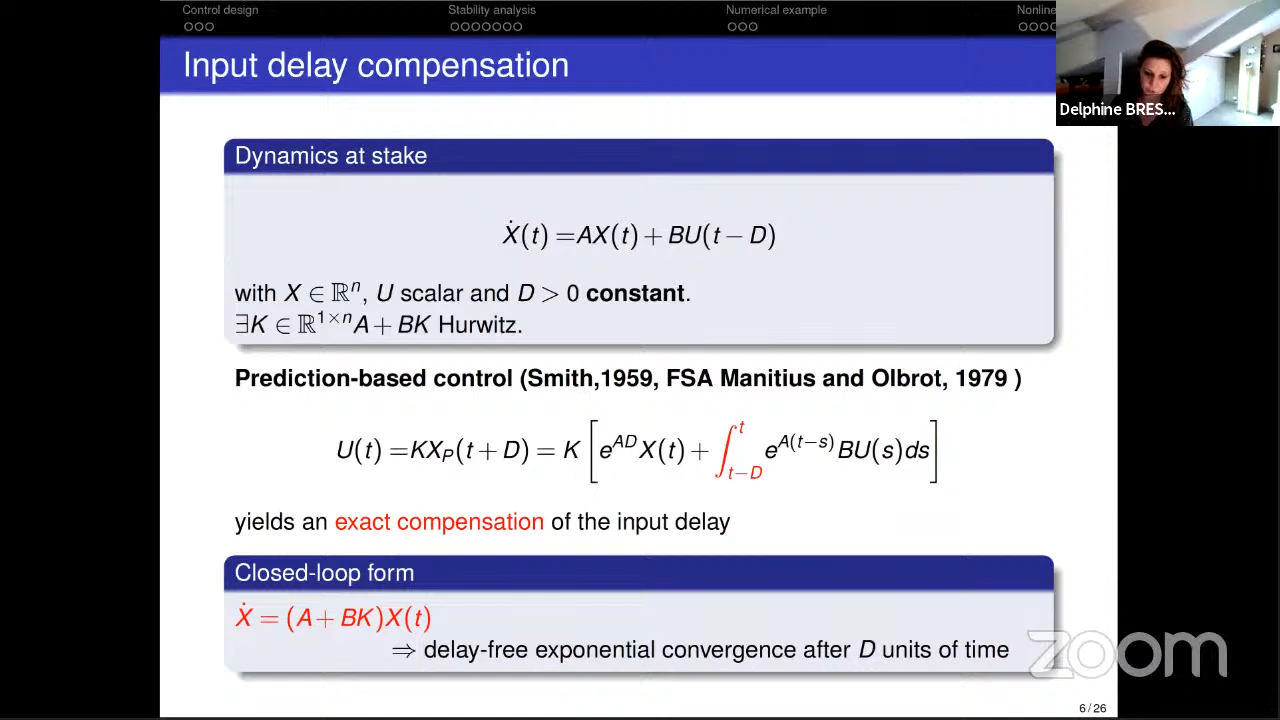 Control design Stability analysis Numerical example Nonline
Input delay compensation
Delphine BRES...
Dynamics at stake
Ẋ(t) =AX(t) + BU(t − D)
with X ∈ ℝⁿ, U scalar and D > 0 constant.
∃K ∈ ℝ¹ˣⁿA + BK Hurwitz.
Prediction-based control (Smith,1959, FSA Manitius and Olbrot, 1979 )
U(t) =KX_P(t + D) = K [e^{AD}X(t) + ∫_{t−D}^{t} e^{A(t−s)}BU(s)ds]
yields an exact compensation of the input delay
Closed-loop form
Ẋ = (A + BK)X(t)
⇒ delay-free exponential convergence after D units of time
zoom
6 / 26